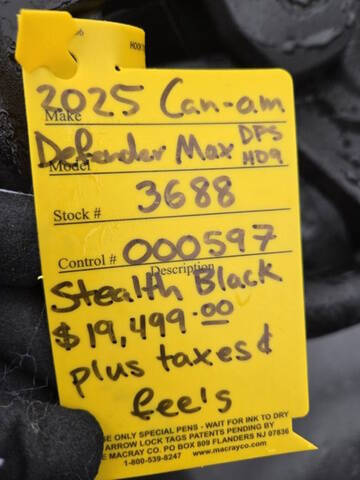 2025 Can-am
Make
Defender Max DPS HD9
Model
3688
Stock #
Control # 000597
Description
Stealth Black
$19,499.00
plus taxes &
fee's
E ONLY SPECIAL PENS - WAIT FOR INK TO DRY
ARROW LOCK TAGS PATENTS PENDING BY
E MACRAY CO. PO BOX 809 FLANDERS NJ 07836
1-800-539-8247 www.macrayco.com